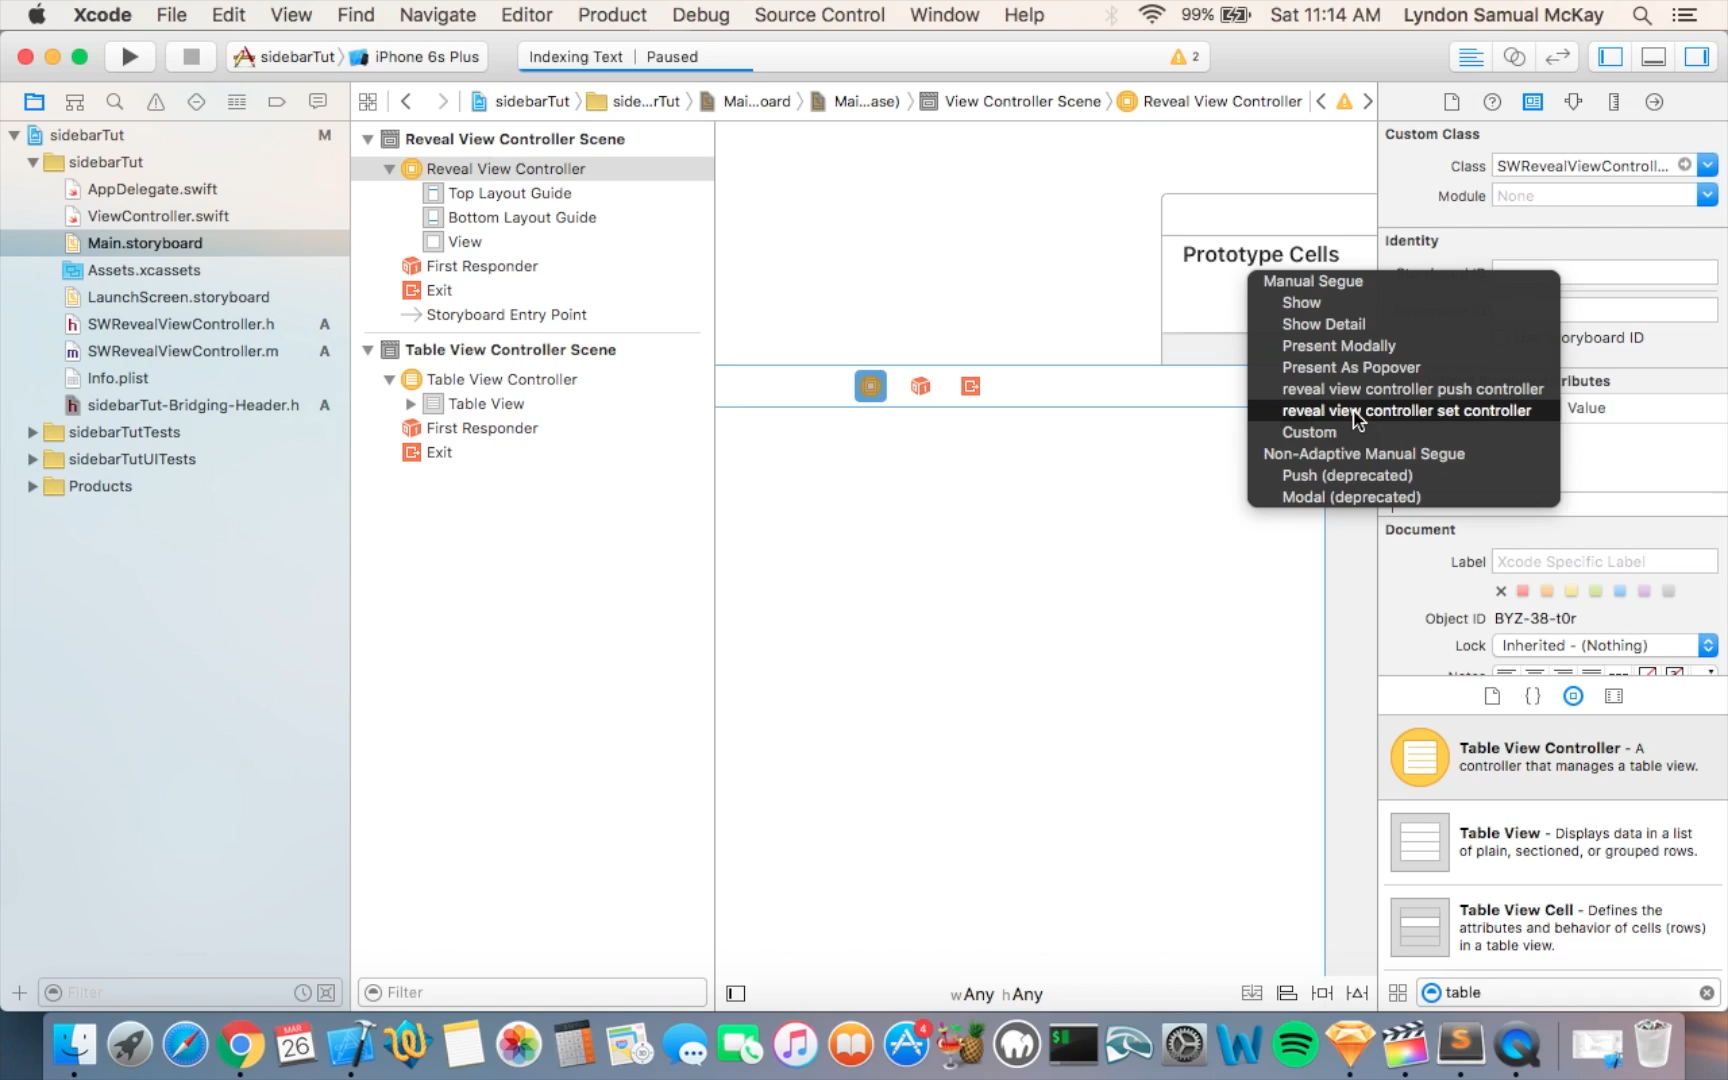 Xcode File Edit View Find Navigate Editor Product Debug Source Control Window Help 99% Sat 11:14 AM Lyndon Samual McKay
sidebarTut iPhone 6s Plus Indexing Text | Paused 2
sidebarTut side...rTut Mai...oard Mai...ase) View Controller Scene Reveal View Controller
sidebarTut M
sidebarTut
AppDelegate.swift
ViewController.swift
Main.storyboard
Assets.xcassets
LaunchScreen.storyboard
SWRevealViewController.h A
SWRevealViewController.m A
Info.plist
sidebarTut-Bridging-Header.h A
sidebarTutTests
sidebarTutUITests
Products
Filter
Reveal View Controller Scene
Reveal View Controller
Top Layout Guide
Bottom Layout Guide
View
First Responder
Exit
Storyboard Entry Point
Table View Controller Scene
Table View Controller
Table View
First Responder
Exit
Filter
Prototype Cells
Manual Segue
Show
Show Detail
Present Modally
Present As Popover
reveal view controller push controller
reveal view controller set controller
Custom
Non-Adaptive Manual Segue
Push (deprecated)
Modal (deprecated)
wAny hAny
Custom Class
Class SWRevealViewControll...
Module None
Identity
oryboard ID
ributes
Value
Document
Label Xcode Specific Label
Object ID BYZ-38-t0r
Lock Inherited - (Nothing)
Table View Controller - A
controller that manages a table view.
Table View - Displays data in a list
of plain, sectioned, or grouped rows.
Table View Cell - Defines the
attributes and behavior of cells (rows)
in a table view.
table
MAR
26
4